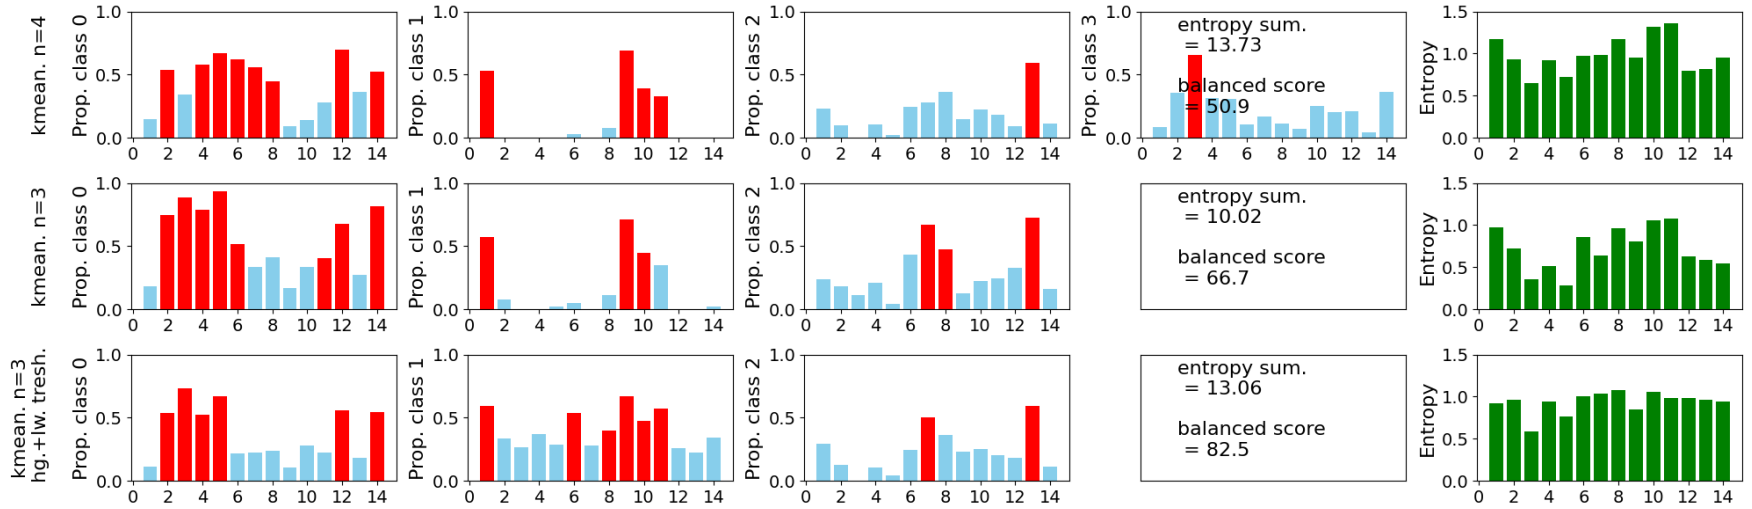 kmean. n=4
Prop. class 0
1.0
0.5
0.0
2 4 6 8 10 12 14
Prop. class 1
1.0
0.5
0.0
0 2 4 6 8 10 12 14
Prop. class 2
1.0
0.5
0.0
0 2 4 6 8 10 12 14
Prop. class 3
1.0
0.5
0.0
0 2 4 6 8 10 12 14
entropy sum.
= 13.73
balanced score
= 50.9
Entropy
1.5
1.0
0.5
0.0
0 2 4 6 8 10 12 14
kmean. n=3
Prop. class 0
1.0
0.5
0.0
0 2 4 6 8 10 12 14
Prop. class 1
1.0
0.5
0.0
0 2 4 6 8 10 12 14
Prop. class 2
1.0
0.5
0.0
0 2 4 6 8 10 12 14
entropy sum.
= 10.02
balanced score
= 66.7
Entropy
1.5
1.0
0.5
0.0
0 2 4 6 8 10 12 14
kmean. n=3
hg.+lw. tresh.
Prop. class 0
1.0
0.5
0.0
0 2 4 6 8 10 12 14
Prop. class 1
1.0
0.5
0.0
0 2 4 6 8 10 12 14
Prop. class 2
1.0
0.5
0.0
0 2 4 6 8 10 12 14
entropy sum.
= 13.06
balanced score
= 82.5
Entropy
1.5
1.0
0.5
0.0
0 2 4 6 8 10 12 14